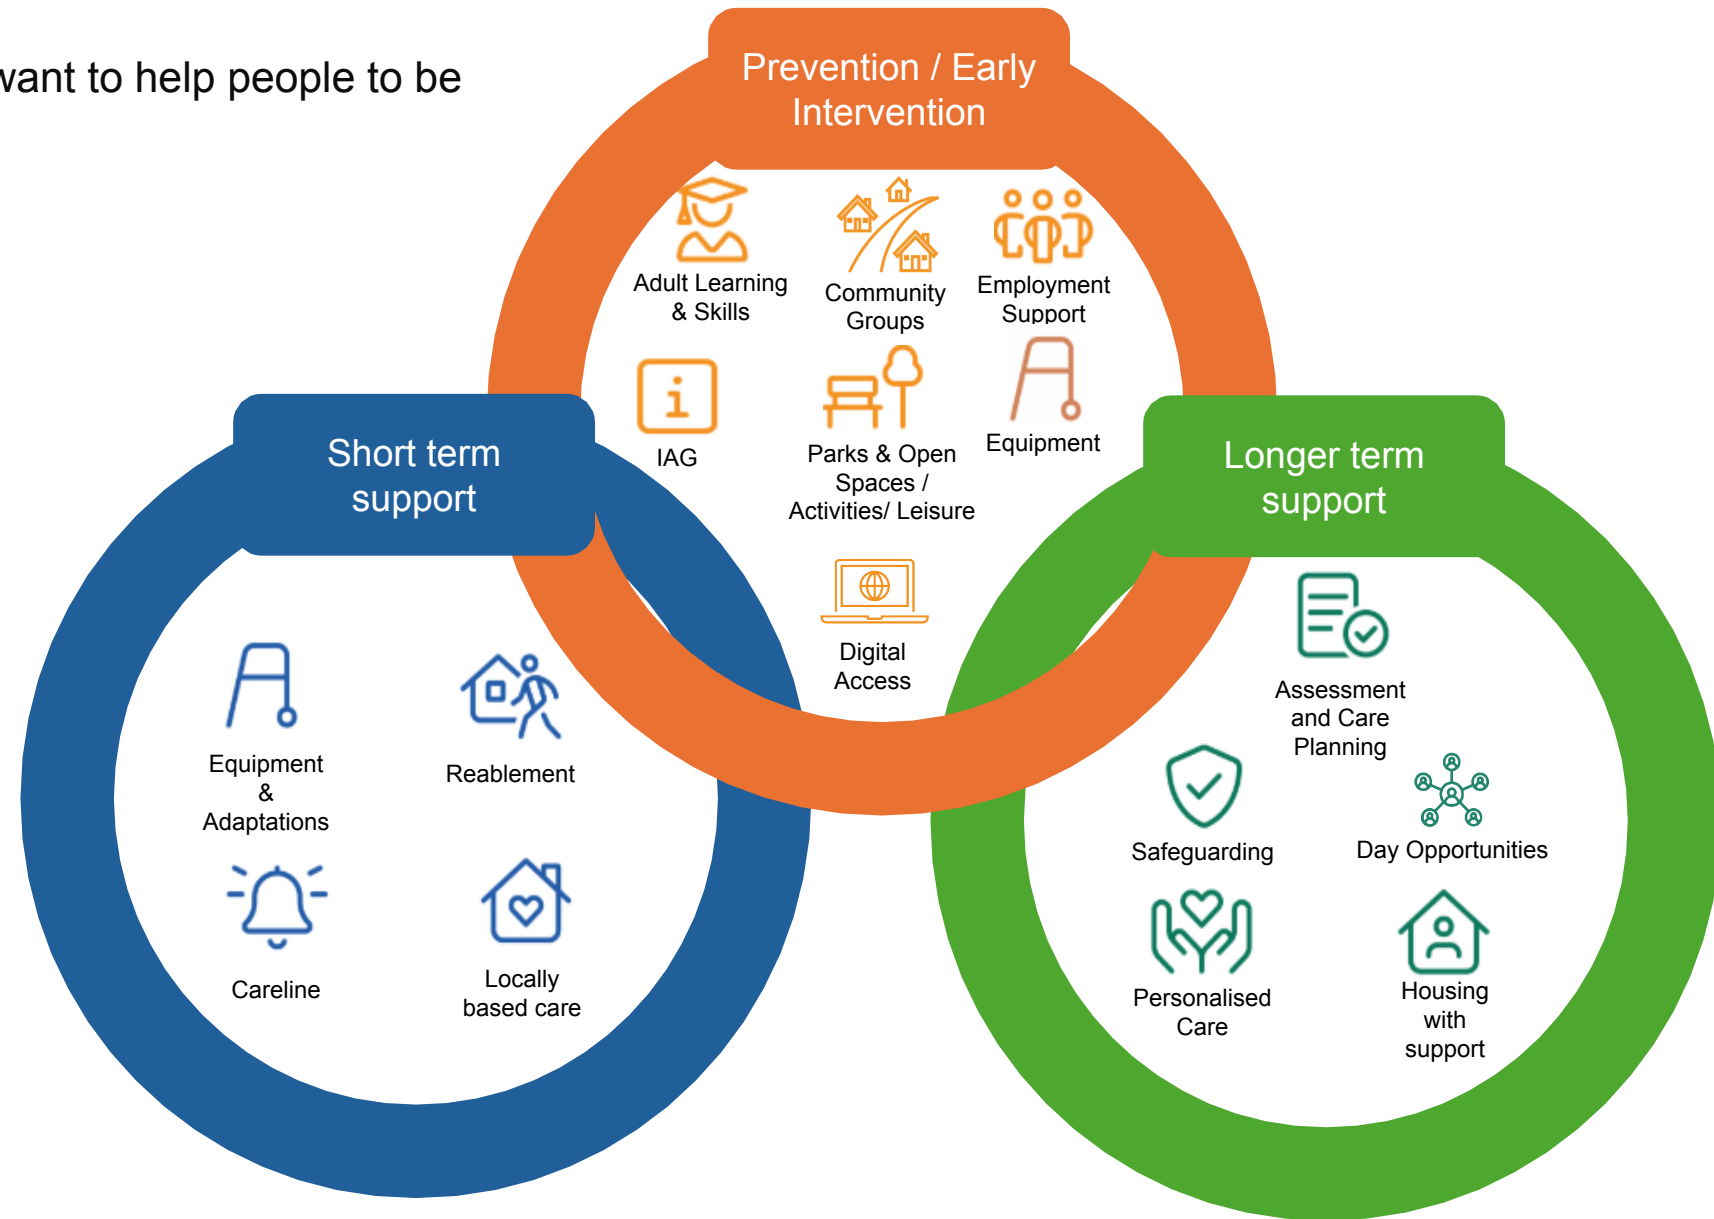 want to help people to be
Prevention / Early
Intervention
Adult Learning
& Skills
Community
Groups
Employment
Support
IAG
Parks & Open
Spaces /
Activities/ Leisure
Equipment
Digital
Access
Short term
support
Equipment
&
Adaptations
Reablement
Careline
Locally
based care
Longer term
support
Assessment
and Care
Planning
Safeguarding
Day Opportunities
Personalised
Care
Housing
with
support